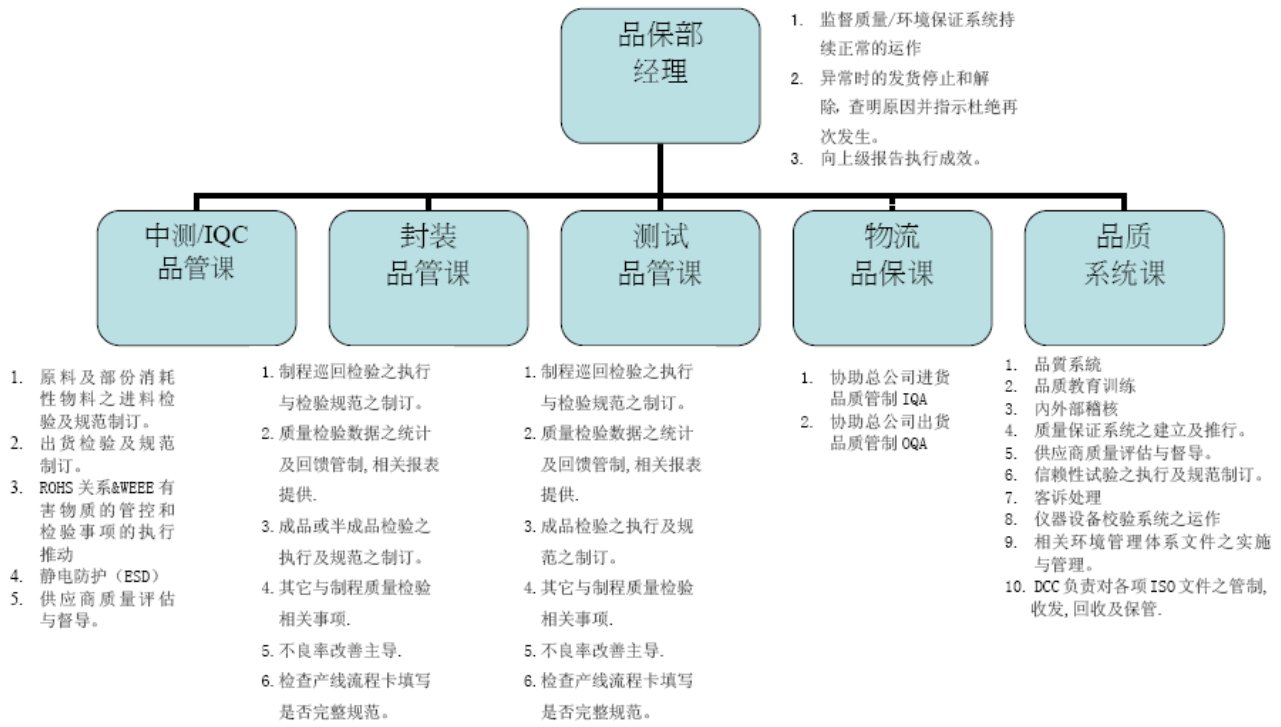 品保部
经理
1. 监督质量/环境保证系统持
续正常的运作
2. 异常时的发货停止和解
除, 查明原因并指示杜绝再
次发生。
3. 向上级报告执行成效。
中测/IQC
品管课
封装
品管课
测试
品管课
物流
品保课
品质
系统课
1. 原料及部份消耗
性物料之进料检
验及规范制订。
2. 出货检验及规范
制订。
3. ROHS 关系&WEEE 有
害物质的管控和
检验事项的执行
推动
4. 静电防护（ESD）
5. 供应商质量评估
与督导。
1. 制程巡回检验之执行
与检验规范之制订。
2. 质量检验数据之统计
及回馈管制, 相关报表
提供.
3. 成品或半成品检验之
执行及规范之制订。
4. 其它与制程质量检验
相关事项.
5. 不良率改善主导.
6. 检查产线流程卡填写
是否完整规范。
1. 制程巡回检验之执行
与检验规范之制订。
2. 质量检验数据之统计
及回馈管制, 相关报表
提供.
3. 成品检验之执行及规
范之制订。
4. 其它与制程质量检验
相关事项.
5. 不良率改善主导.
6. 检查产线流程卡填写
是否完整规范。
1. 协助总公司进货
品质管制 IQA
2. 协助总公司出货
品质管制 OQA
1. 品質系統
2. 品质教育训练
3. 内外部稽核
4. 质量保证系统之建立及推行。
5. 供应商质量评估与督导。
6. 信赖性试验之执行及规范制订。
7. 客诉处理
8. 仪器设备校验系统之运作
9. 相关环境管理体系文件之实施
与管理。
10. DCC 负责对各项 ISO 文件之管制,
收发, 回收及保管.